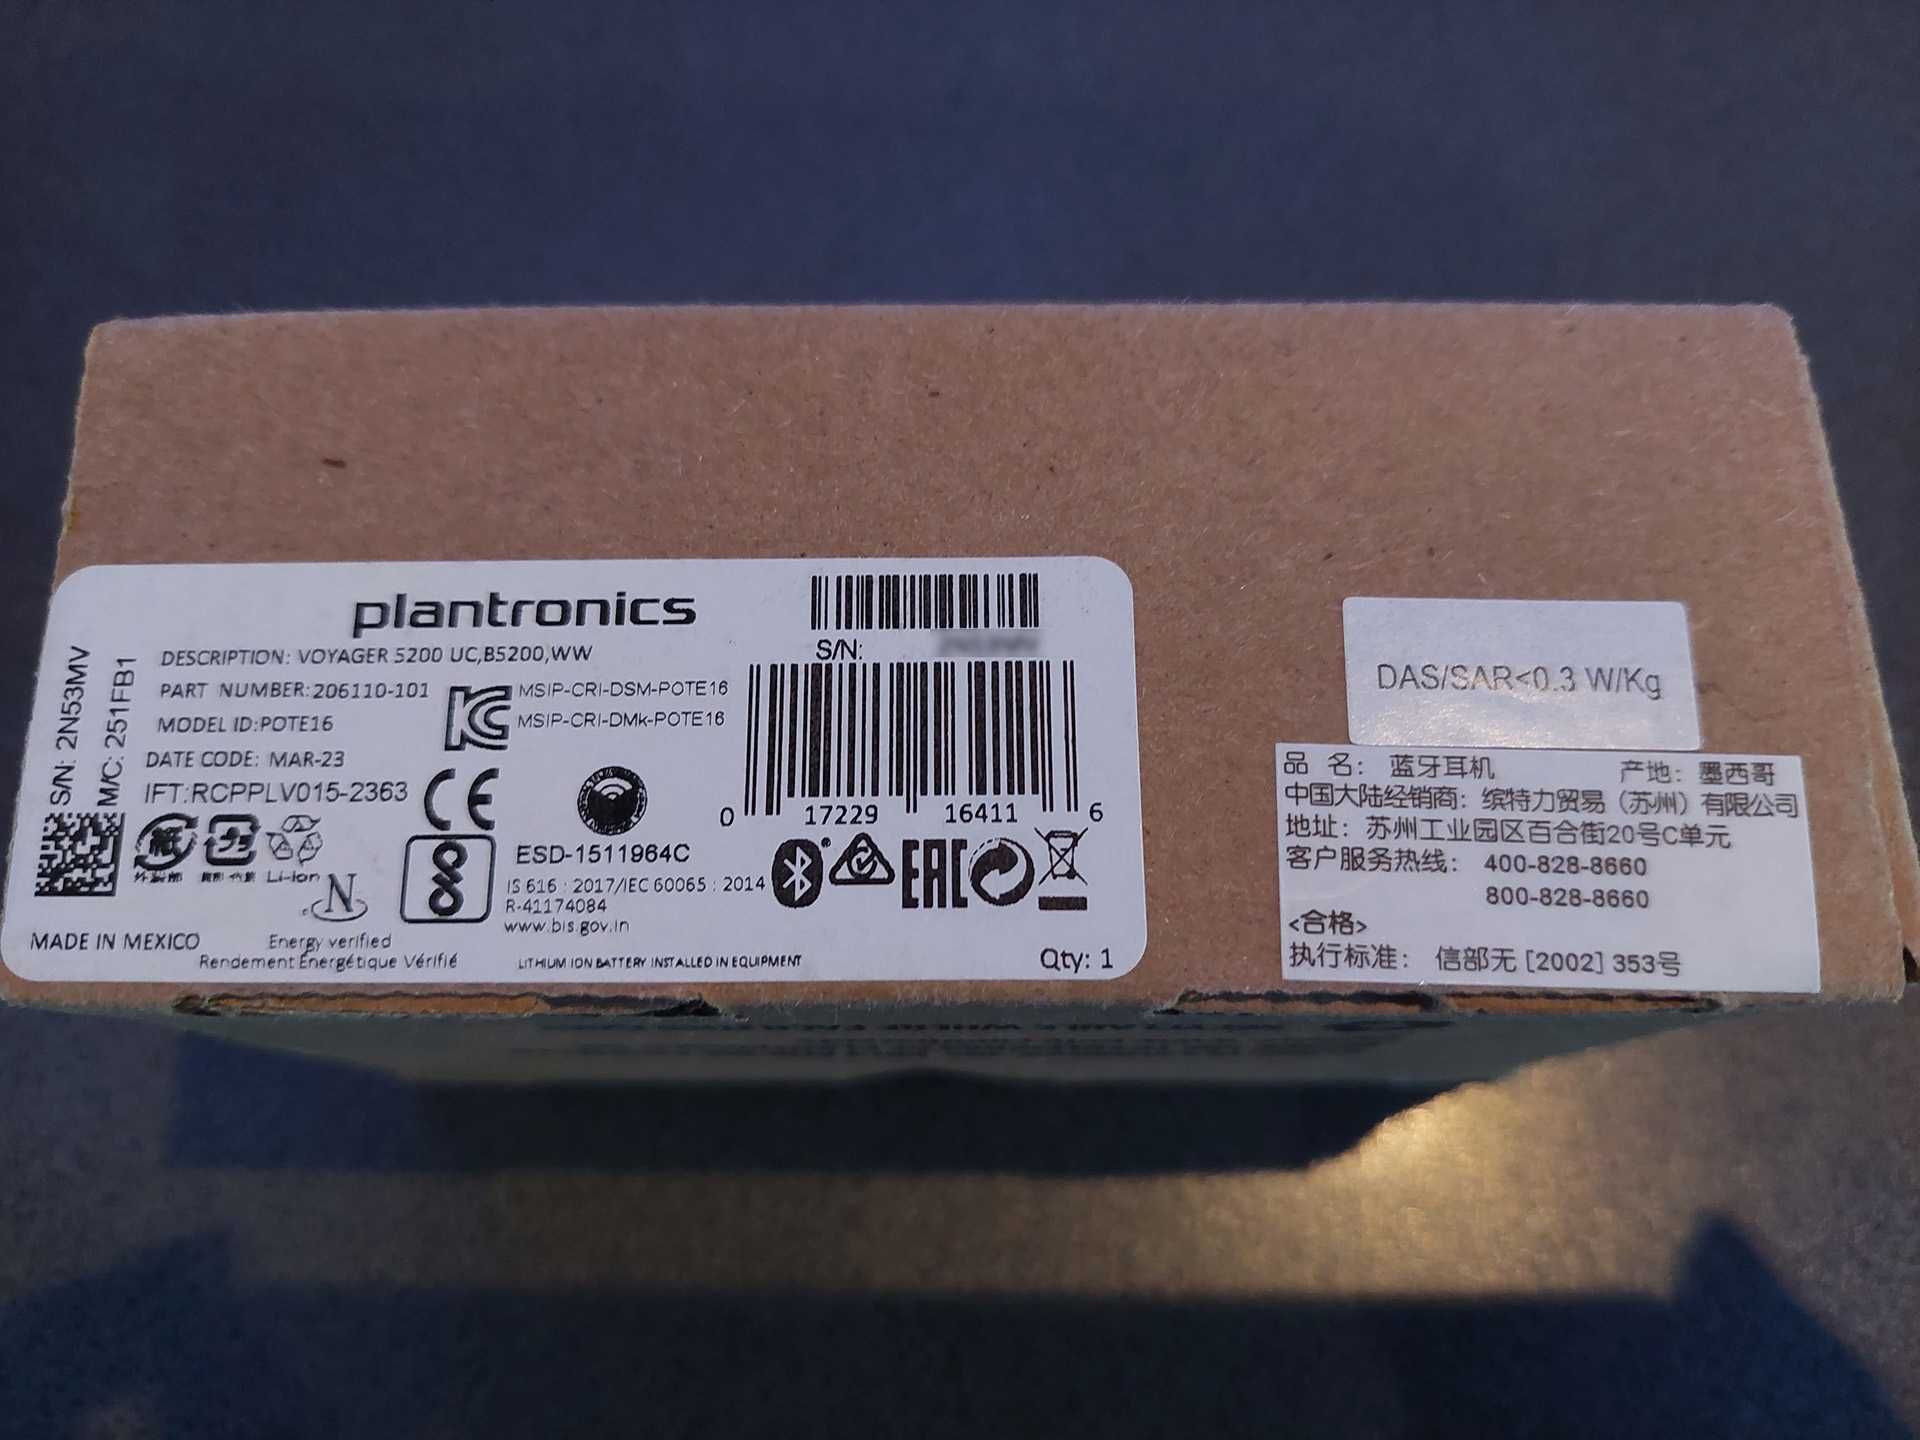 plantronics
S/N:
S/N: 2N53MV
M/C: 251FB1
DESCRIPTION: VOYAGER 5200 UC,B5200,WW
PART NUMBER:206110-101
MODEL ID:POTE16
DATE CODE: MAR-23
IFT:RCPPLV015-2363
MSIP-CRI-DSM-POTE16
MSIP-CRI-DMk-POTE16
CE
0 17229 16411 6
Li-ion
N
ESD-1511964C
IS 616 : 2017/IEC 60065 : 2014
R-41174084
www.bis.gov.in
EAC
MADE IN MEXICO
Energy verified
Rendement Énergétique Vérifié
LITHIUM ION BATTERY INSTALLED IN EQUIPMENT
Qty: 1
DAS/SAR<0.3 W/Kg
品 名： 蓝牙耳机 产地：墨西哥
中国大陆经销商：缤特力贸易（苏州）有限公司
地址：苏州工业园区百合街20号C单元
客户服务热线： 400-828-8660
800-828-8660
<合格>
执行标准： 信部无 [2002] 353号